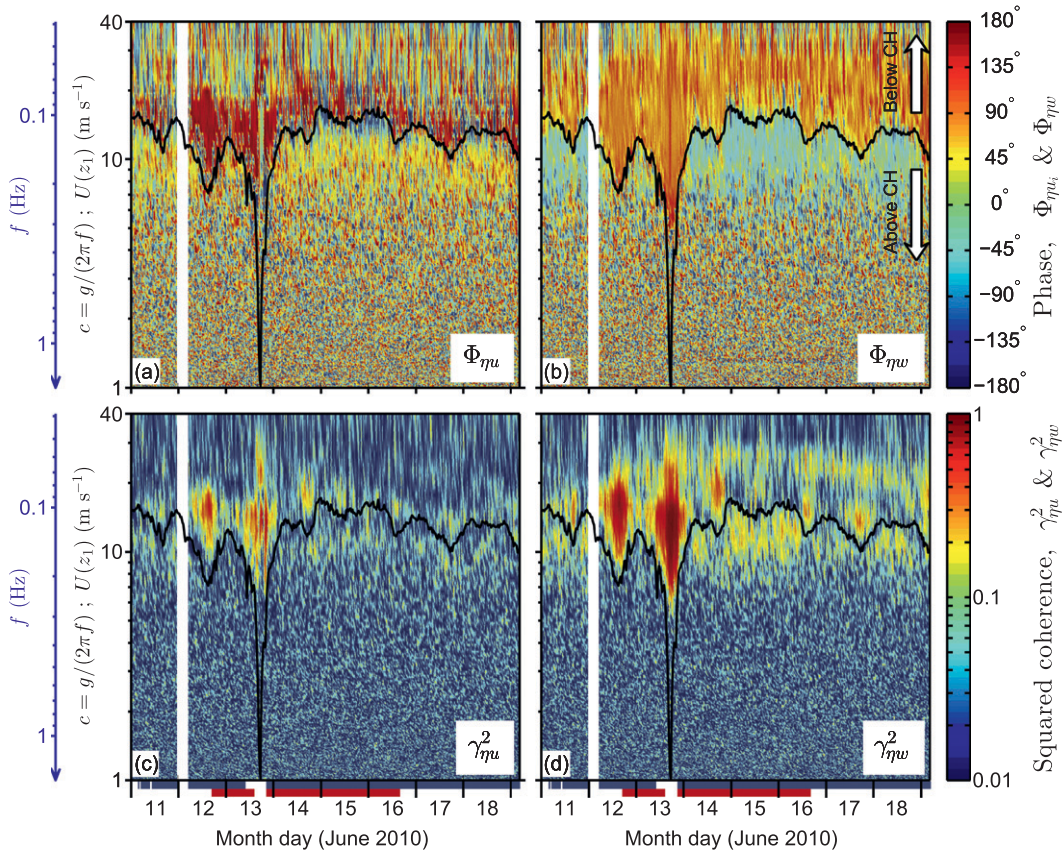 f (Hz)
0.1
1
c = g/(2πf) ; U(z₁) (m s⁻¹)
40
10
1
(a)
Φηu
(b)
Φηw
Below CH
Above CH
180°
135°
90°
45°
0°
−45°
−90°
−135°
−180°
Phase, Φηuᵢ & Φηw
f (Hz)
0.1
1
c = g/(2πf) ; U(z₁) (m s⁻¹)
40
10
1
(c)
γ²ηu
(d)
γ²ηw
1
0.1
0.01
Squared coherence, γ²ηu & γ²ηw
11 12 13 14 15 16 17 18
11 12 13 14 15 16 17 18
Month day (June 2010)
Month day (June 2010)